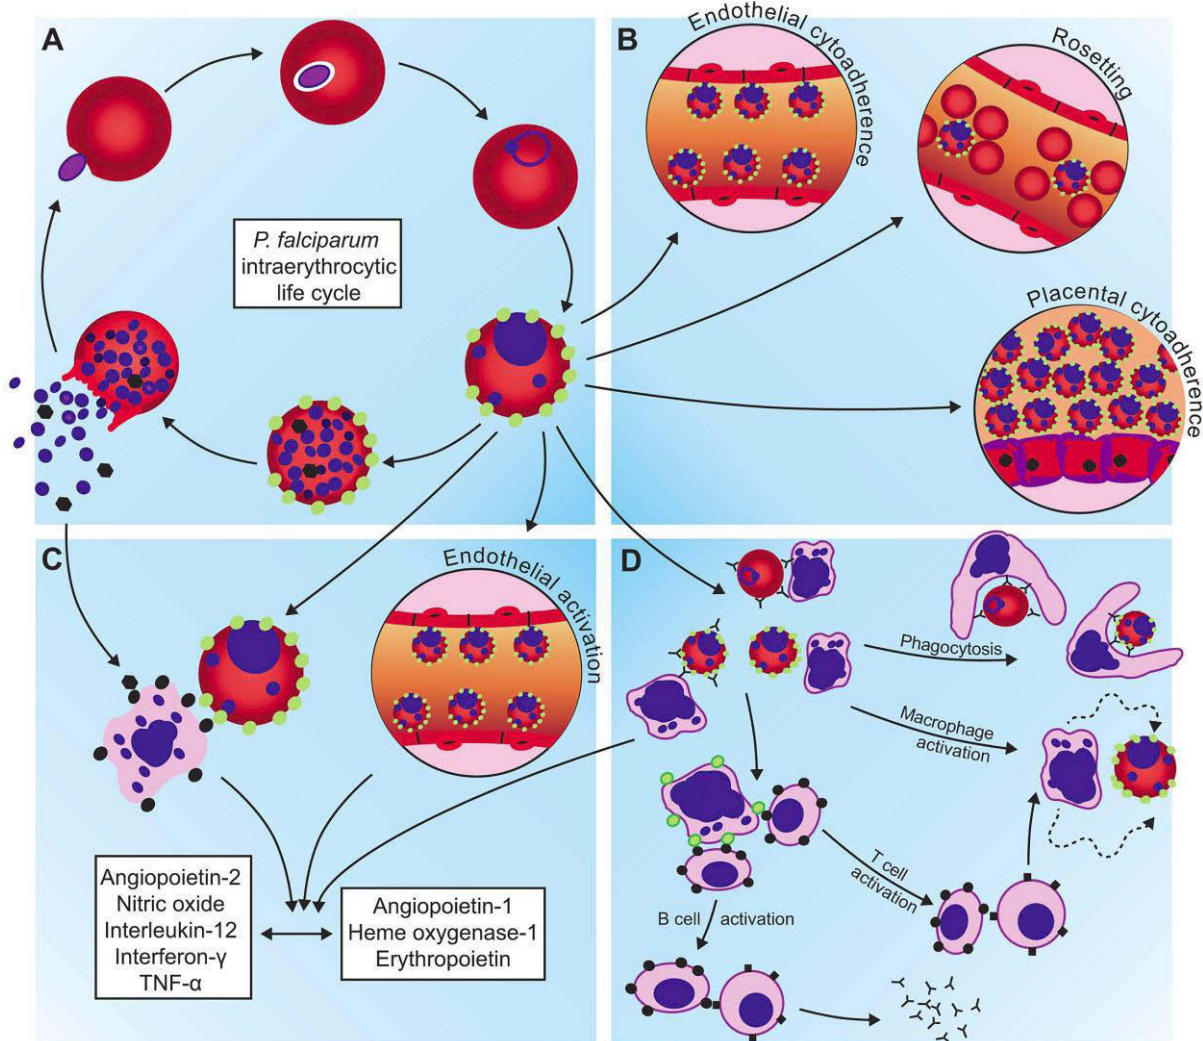 A
P. falciparum
intraerythrocytic
life cycle
B
Endothelial cytoadherence
Rosetting
Placental cytoadherence
C
Endothelial activation
Angiopoietin-2
Nitric oxide
Interleukin-12
Interferon-γ
TNF-α
Angiopoietin-1
Heme oxygenase-1
Erythropoietin
D
Phagocytosis
Macrophage
activation
T cell
activation
B cell activation